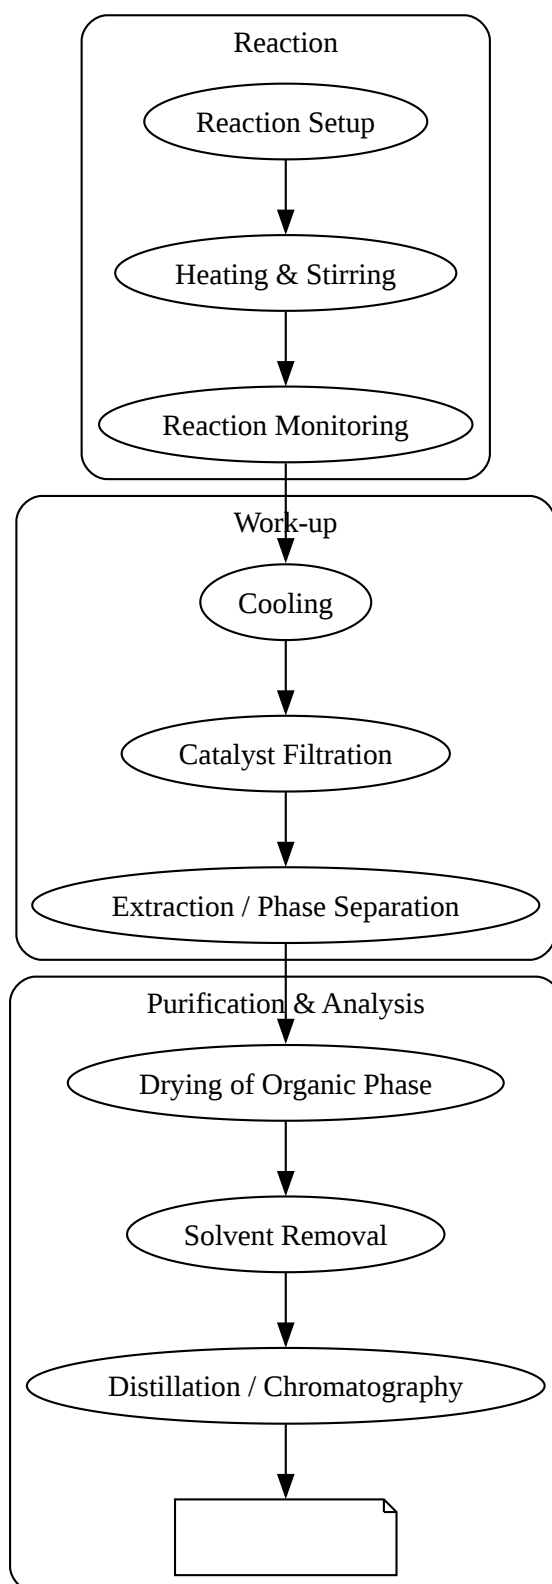 Reaction
Reaction Setup
Heating & Stirring
Reaction Monitoring
Work-up
Cooling
Catalyst Filtration
Extraction / Phase Separation
Purification & Analysis
Drying of Organic Phase
Solvent Removal
Distillation / Chromatography